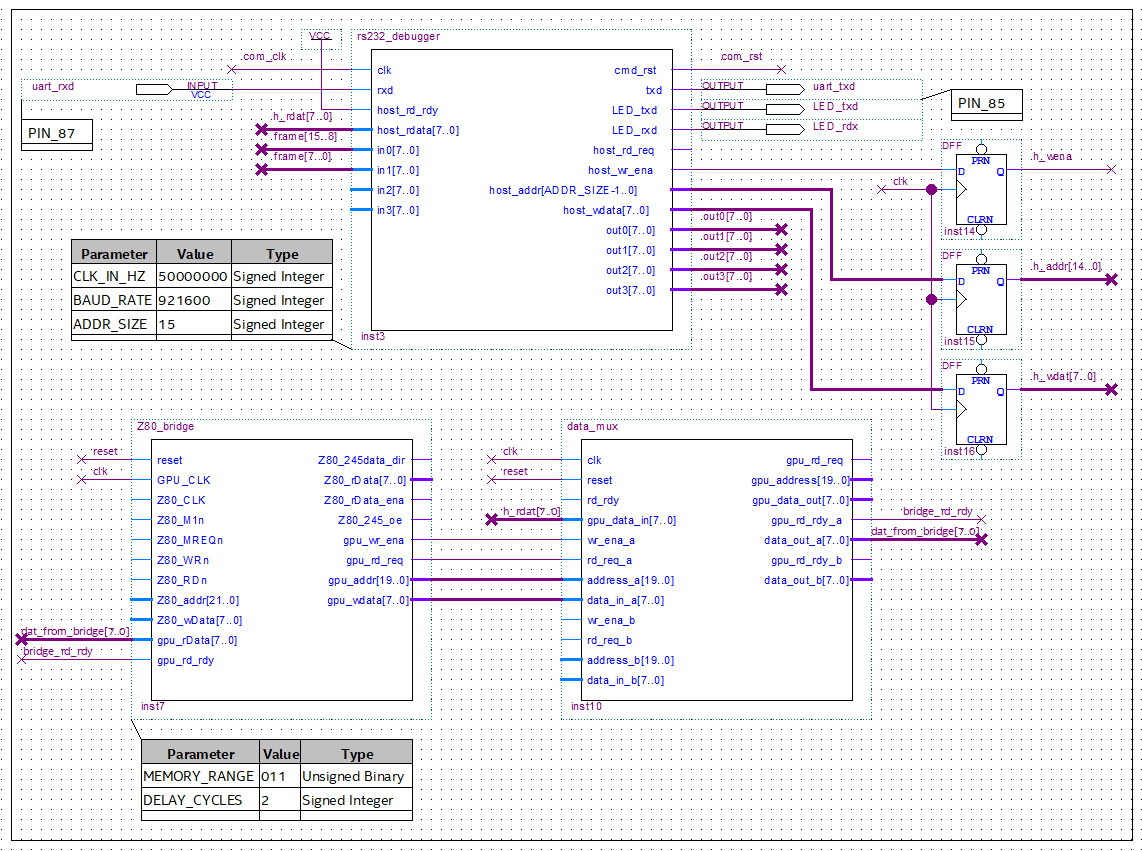 VCC
rs232_debugger
com_clk
com_rst
clk
cmd_rst
uart_rxd
INPUT
VCC
rxd
txd
OUTPUT
uart_txd
PIN_85
host_rd_rdy
LED_txd
OUTPUT
LED_txd
h_rdat[7..0]
host_rdata[7..0]
LED_rxd
OUTPUT
LED_rdx
PIN_87
frame[15..8]
in0[7..0]
host_rd_req
DFF
PRN
h_wena
frame[7..0]
in1[7..0]
host_wr_ena
D
Q
in2[7..0]
host_addr[ADDR_SIZE-1..0]
clk
in3[7..0]
host_wdata[7..0]
CLRN
inst14
out0[7..0]
out0[7..0]
out1[7..0]
out1[7..0]
out2[7..0]
out2[7..0]
out3[7..0]
out3[7..0]
DFF
PRN
h_addr[14..0]
D
Q
CLRN
inst15
Parameter Value Type
CLK_IN_HZ 50000000 Signed Integer
BAUD_RATE 921600 Signed Integer
ADDR_SIZE 15 Signed Integer
inst3
DFF
PRN
h_wdat[7..0]
D
Q
CLRN
inst16
Z80_bridge
reset
reset
Z80_245data_dir
clk
GPU_CLK
Z80_rData[7..0]
Z80_CLK
Z80_rData_ena
Z80_M1n
Z80_245_oe
Z80_MREQn
gpu_wr_ena
Z80_WRn
gpu_rd_req
Z80_RDn
gpu_addr[19..0]
Z80_addr[21..0]
gpu_wdata[7..0]
Z80_wData[7..0]
dat_from_bridge[7..0]
gpu_rData[7..0]
bridge_rd_rdy
gpu_rd_rdy
inst7
data_mux
clk
clk
gpu_rd_req
reset
reset
gpu_address[19..0]
rd_rdy
gpu_data_out[7..0]
h_rdat[7..0]
gpu_data_in[7..0]
gpu_rd_rdy_a
bridge_rd_rdy
wr_ena_a
data_out_a[7..0]
dat_from_bridge[7..0]
rd_req_a
gpu_rd_rdy_b
address_a[19..0]
data_out_b[7..0]
data_in_a[7..0]
wr_ena_b
rd_req_b
address_b[19..0]
data_in_b[7..0]
inst10
Parameter Value Type
MEMORY_RANGE 011 Unsigned Binary
DELAY_CYCLES 2 Signed Integer